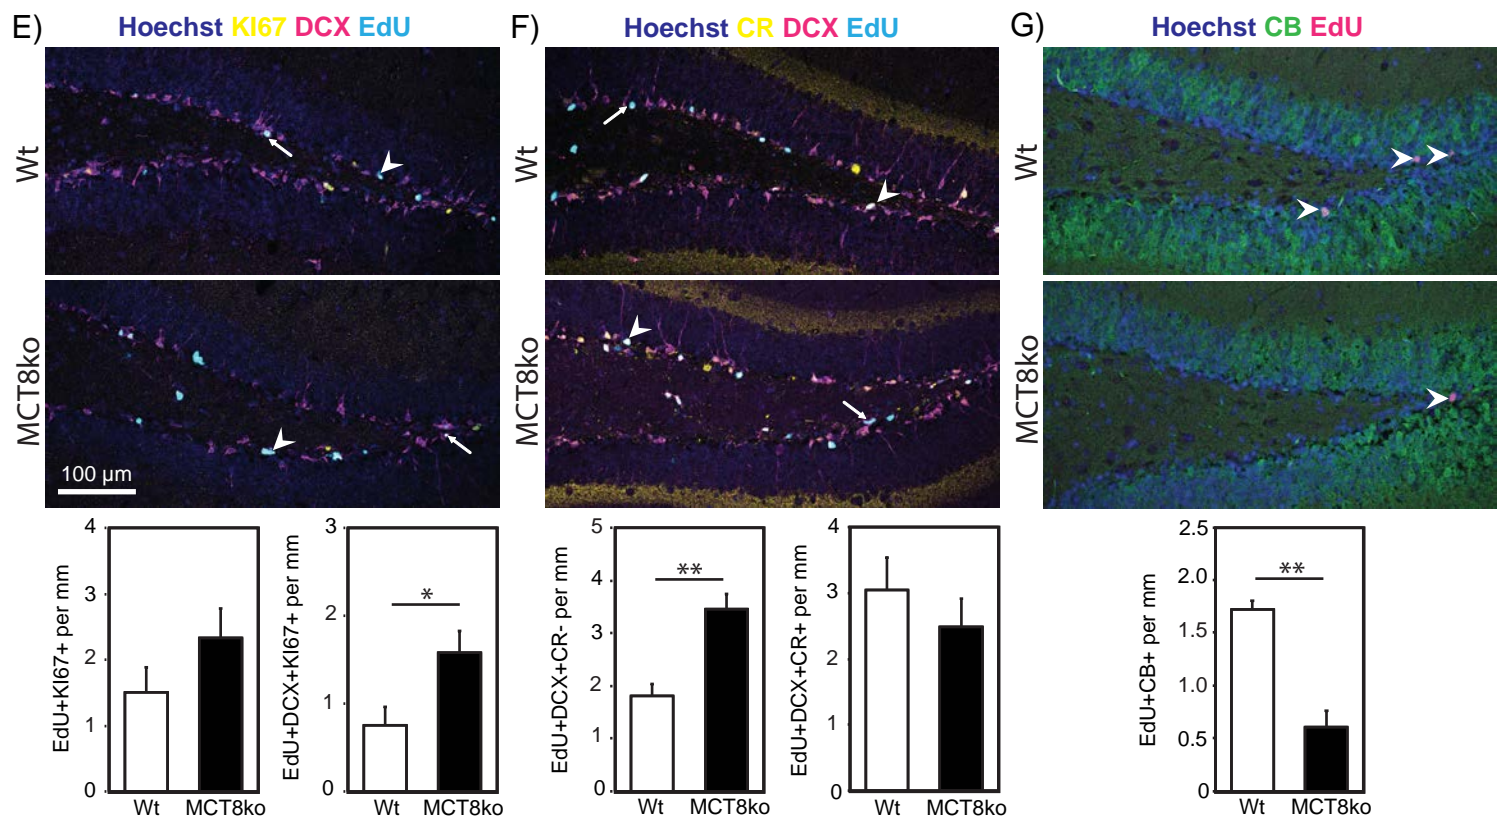 E) Hoechst KI67 DCX EdU
Wt
MCT8ko
100 µm
EdU+KI67+ per mm
4
3
2
1
0
Wt MCT8ko
EdU+DCX+KI67+ per mm
3
2
1
0
*
Wt MCT8ko
F) Hoechst CR DCX EdU
Wt
MCT8ko
EdU+DCX+CR- per mm
5
4
3
2
1
0
**
Wt MCT8ko
EdU+DCX+CR+ per mm
4
3
2
1
0
Wt MCT8ko
G) Hoechst CB EdU
Wt
MCT8ko
EdU+CB+ per mm
2.5
2.0
1.5
1.0
0.5
0
**
Wt MCT8ko